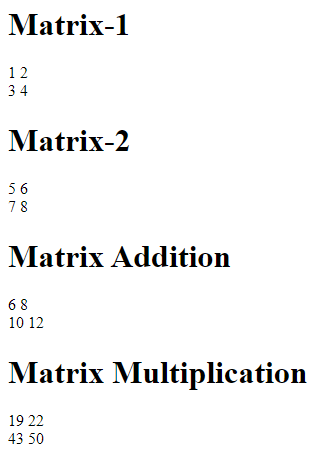 Matrix-1
1 2
3 4
Matrix-2
5 6
7 8
Matrix Addition
6 8
10 12
Matrix Multiplication
19 22
43 50